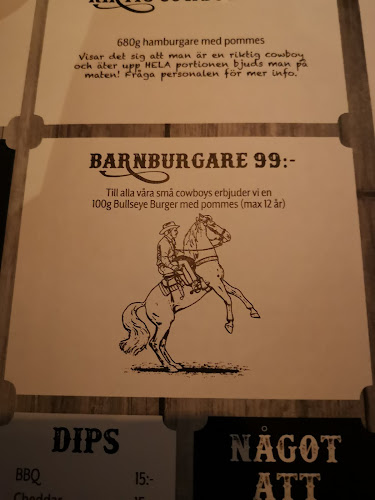 680g hamburgare med pommes
Visar det sig att man är en riktig cowboy
och äter upp HELA portionen bjuds man på
maten! Fråga personalen för mer info.
BARNBURGARE 99:-
Till alla våra små cowboys erbjuder vi en
100g Bullseye Burger med pommes (max 12 år)
DIPS
BBQ 15:-
Cheddar 15:-
NÅGOT
ATT